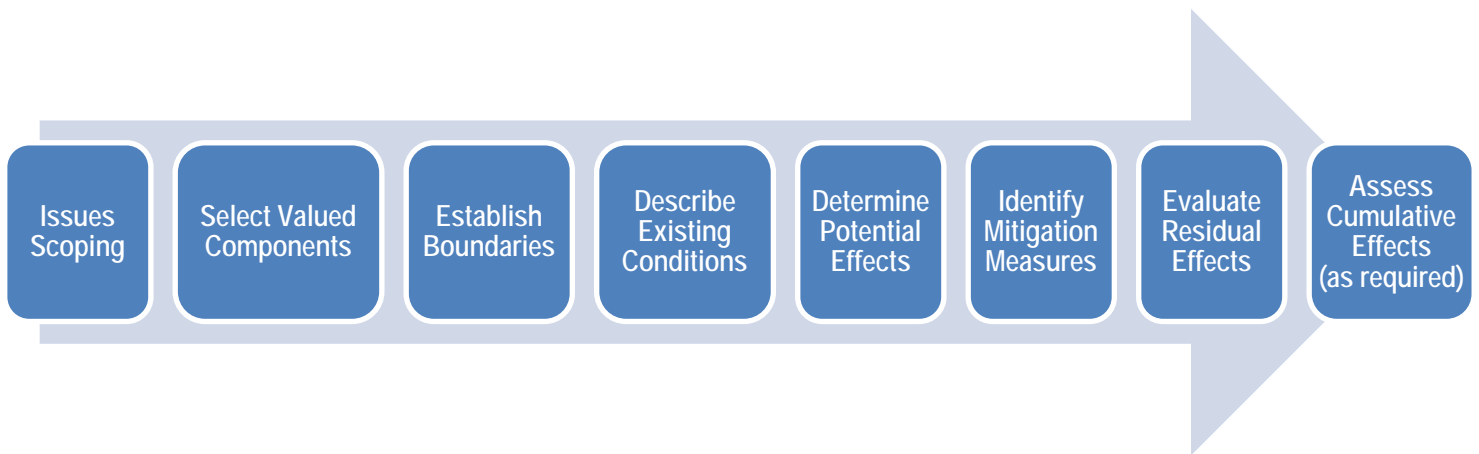 Issues
Scoping
Select Valued
Components
Establish
Boundaries
Describe
Existing
Conditions
Determine
Potential
Effects
Identify
Mitigation
Measures
Evaluate
Residual
Effects
Assess
Cumulative
Effects
(as required)